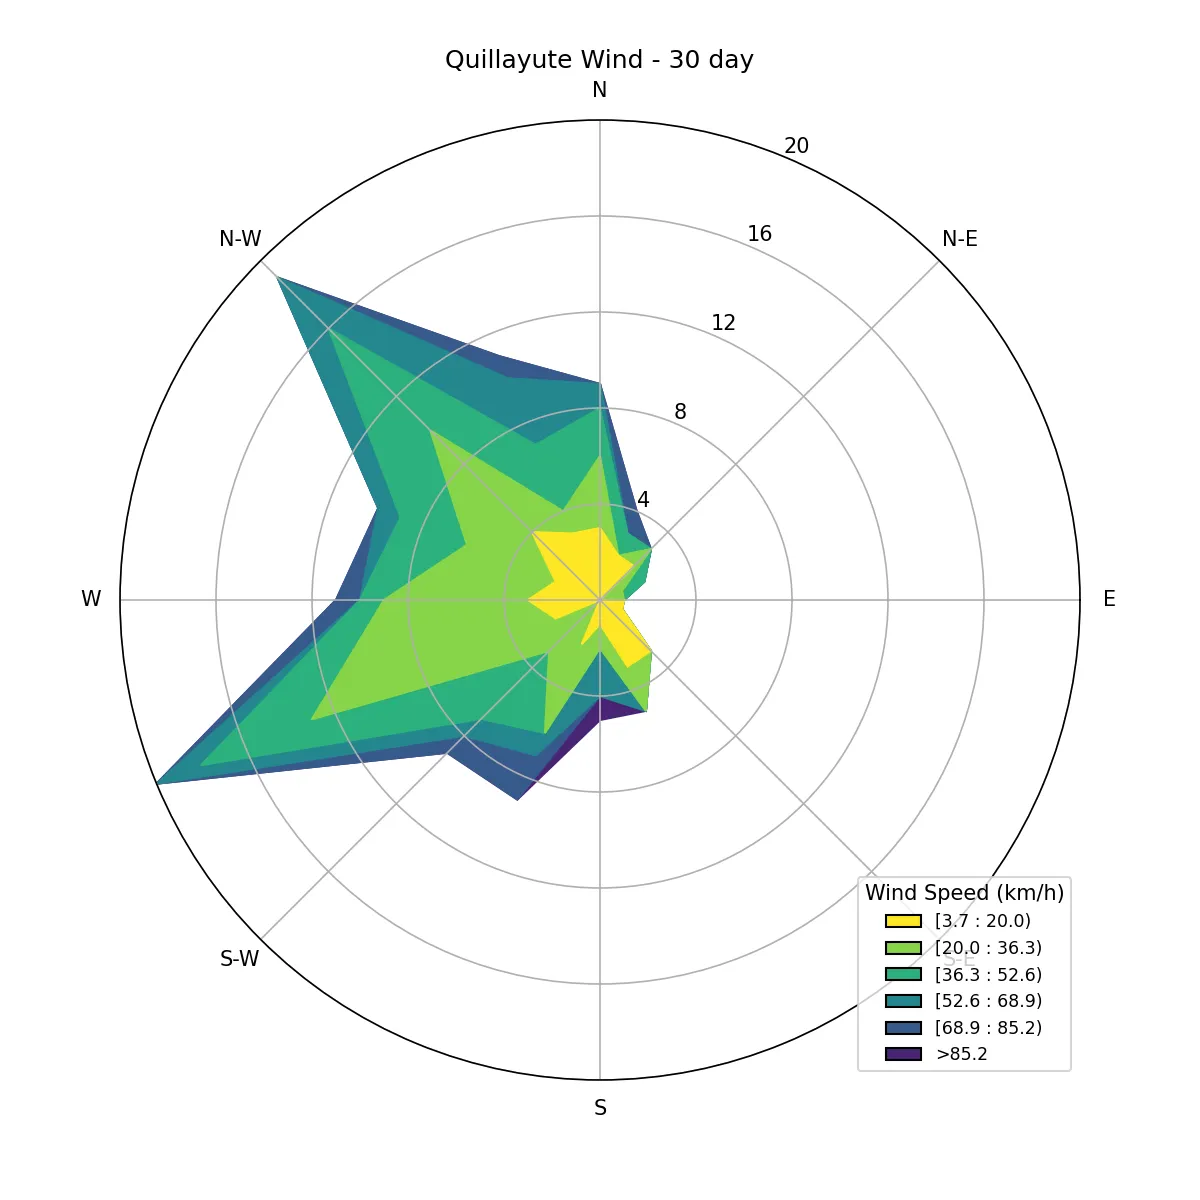 Quillayute Wind - 30 day
N
20
16
N-W
N-E
12
8
4
W
E
Wind Speed (km/h)
[3.7 : 20.0)
[20.0 : 36.3)
S-W
S-E
[36.3 : 52.6)
[52.6 : 68.9)
[68.9 : 85.2)
>85.2
S